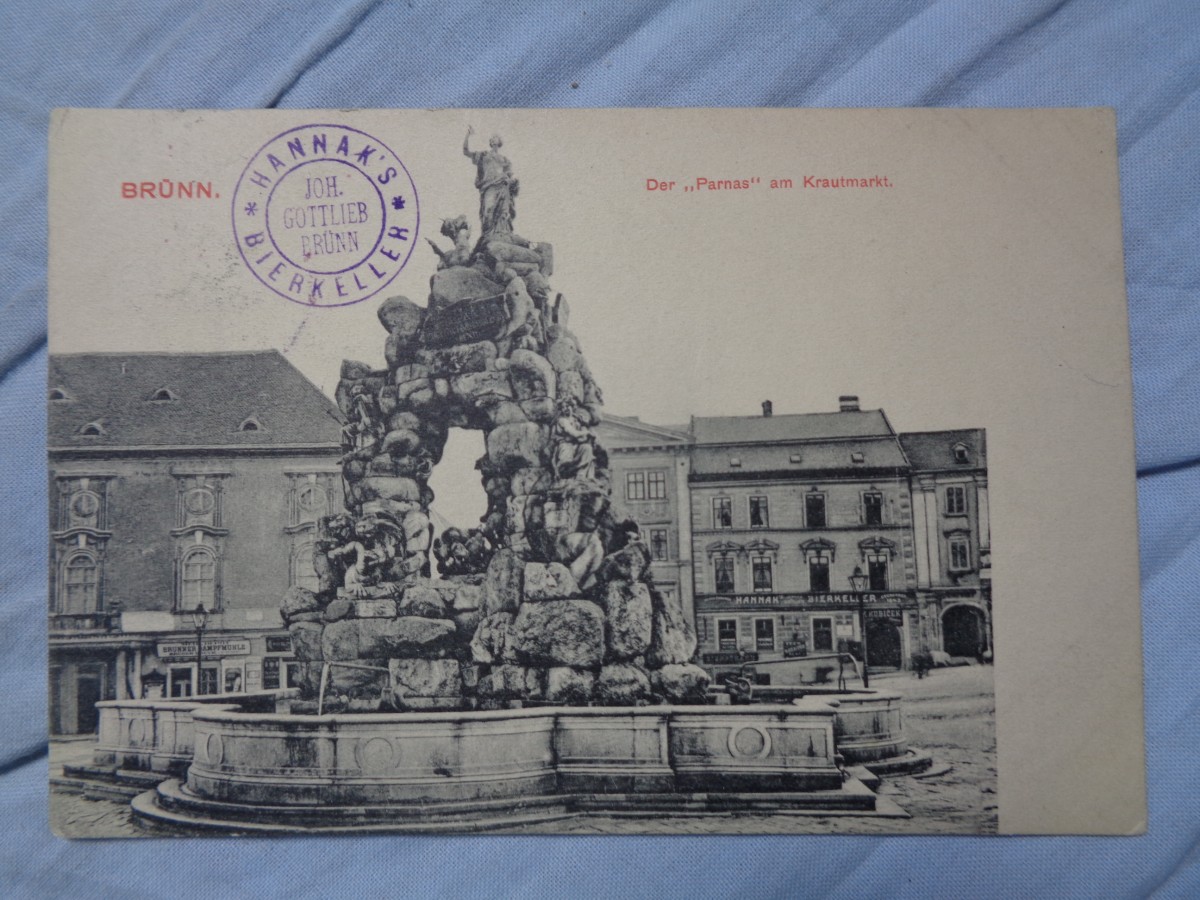 BRÜNN.
* HANNAK'S *
BIERKELLER
JOH.
GOTTLIEB
BRÜNN
Der „Parnas“ am Krautmarkt.
HANNAK BIERKELLER
BRÜNNER DAMPFMÜHLE